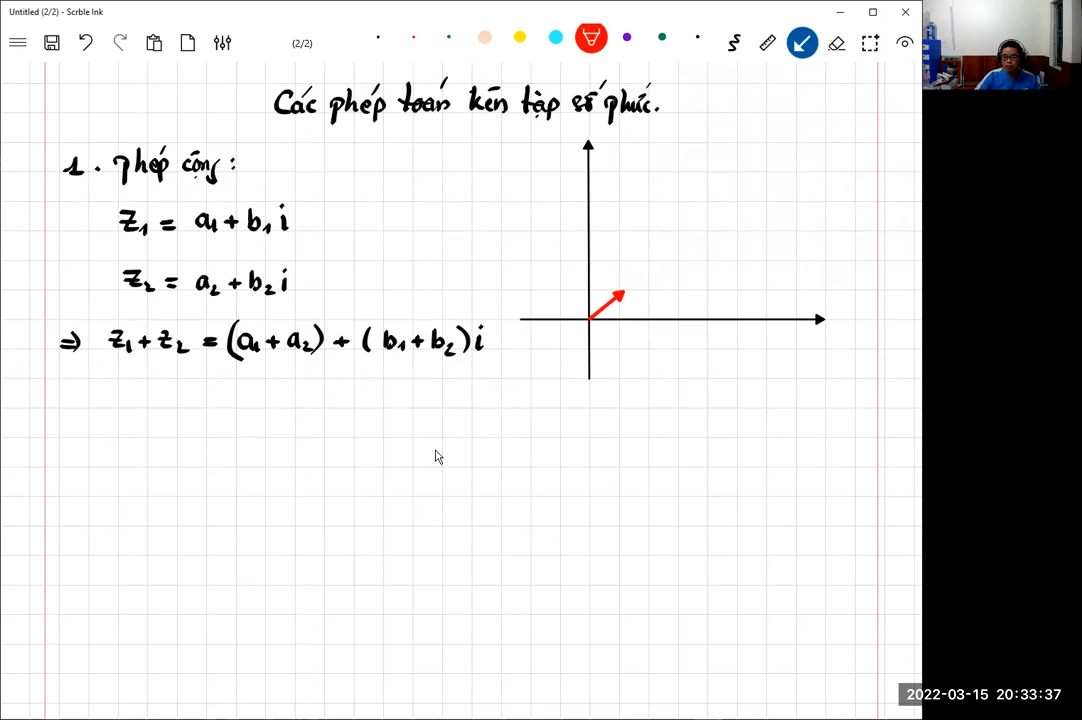 Untitled (2/2) - Scrble Ink
(2/2)
Các phép toán trên tập số phức.
1. Phép cộng:
z₁ = a₁ + b₁i
z₂ = a₂ + b₂i
⇒ z₁ + z₂ = (a₁ + a₂) + (b₁ + b₂)i
2022-03-15 20:33:37